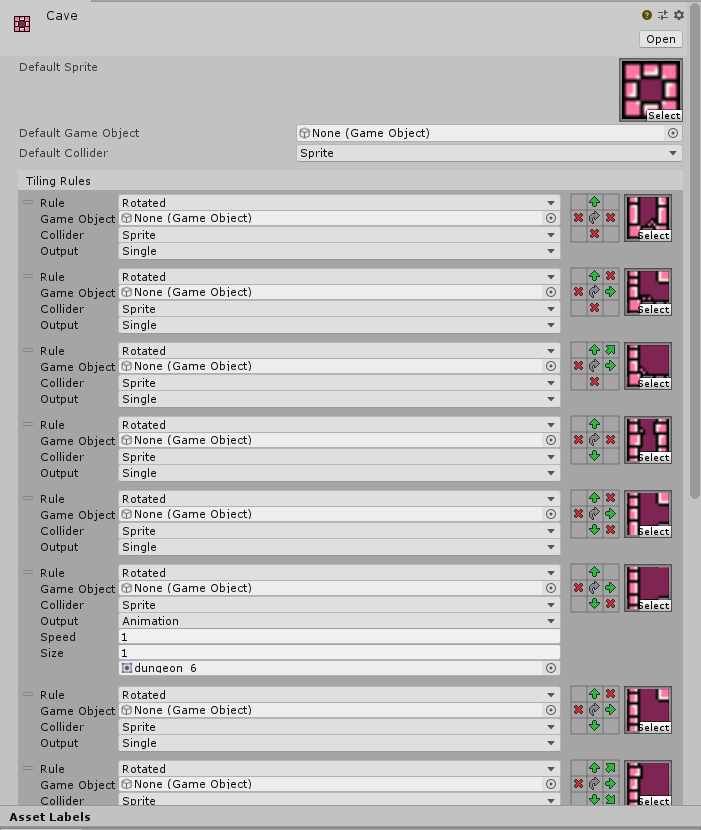 Cave
Open
Default Sprite
Select
Default Game Object None (Game Object)
Default Collider Sprite
Tiling Rules
Rule Rotated
Game Object None (Game Object)
Collider Sprite Select
Output Single
Rule Rotated
Game Object None (Game Object)
Collider Sprite Select
Output Single
Rule Rotated
Game Object None (Game Object)
Collider Sprite Select
Output Single
Rule Rotated
Game Object None (Game Object)
Collider Sprite Select
Output Single
Rule Rotated
Game Object None (Game Object)
Collider Sprite Select
Output Single
Rule Rotated
Game Object None (Game Object)
Collider Sprite Select
Output Animation
Speed 1
Size 1
dungeon_6
Rule Rotated
Game Object None (Game Object)
Collider Sprite Select
Output Single
Rule Rotated
Game Object None (Game Object)
Collider Sprite Select
Asset Labels